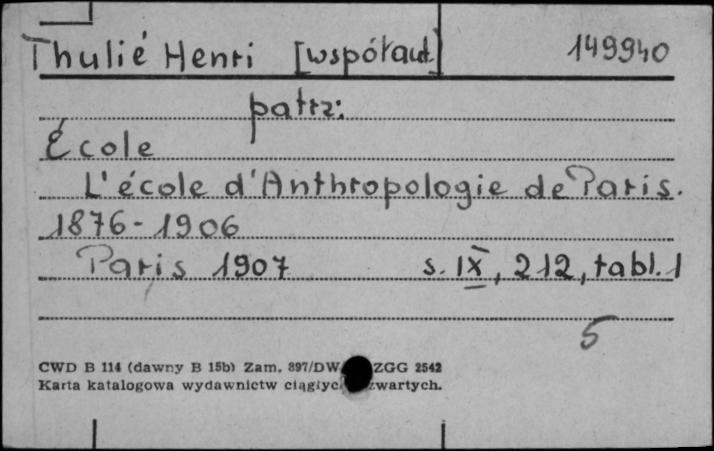 Thulié Henri [współaut.] 149940
patrz:
École
L'école d'Anthropologie de Paris.
1876-1906
Paris 1907 s. IX, 212, tabl. 1
5
CWD B 114 (dawny B 15b) Zam. 897/DW ZGG 2542
Karta katalogowa wydawnictw ciągłyc zwartych.